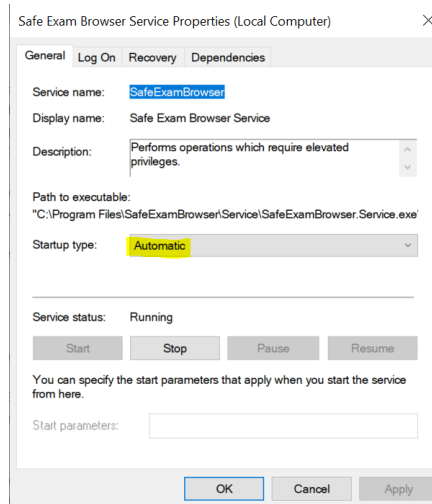 Safe Exam Browser Service Properties (Local Computer)
General Log On Recovery Dependencies
Service name: SafeExamBrowser
Display name: Safe Exam Browser Service
Description: Performs operations which require elevated
privileges.
Path to executable:
"C:\Program Files\SafeExamBrowser\Service\SafeExamBrowser.Service.exe"
Startup type: Automatic
Service status: Running
Start Stop Pause Resume
You can specify the start parameters that apply when you start the service
from here.
Start parameters:
OK Cancel Apply